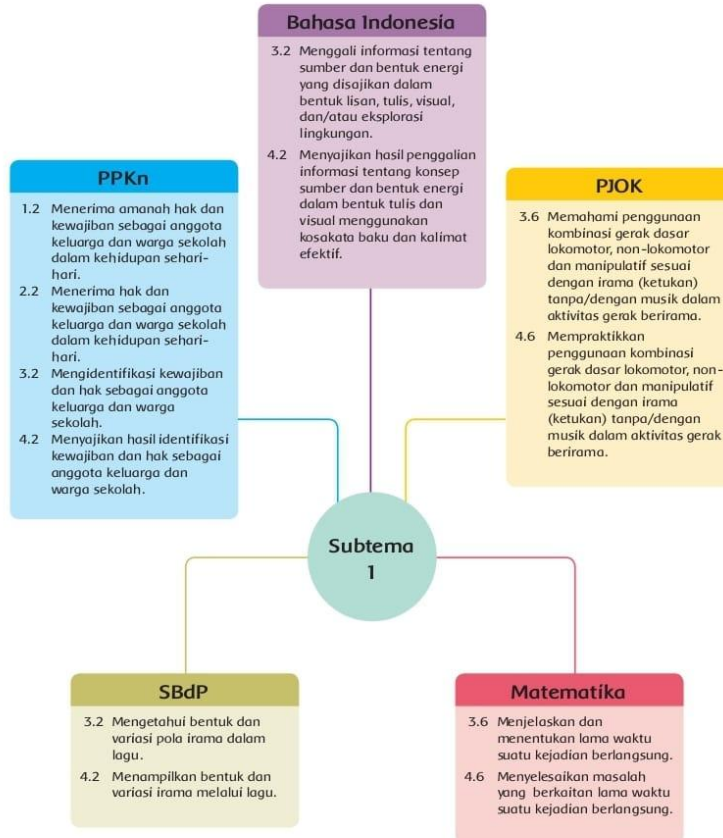 Bahasa Indonesia
3.2 Menggali informasi tentang
sumber dan bentuk energi
yang disajikan dalam
bentuk lisan, tulis, visual,
dan/atau eksplorasi
lingkungan.
4.2 Menyajikan hasil penggalian
informasi tentang konsep
sumber dan bentuk energi
dalam bentuk tulis dan
visual menggunakan
kosakata baku dan kalimat
efektif.
PPKn
1.2 Menerima amanah hak dan
kewajiban sebagai anggota
keluarga dan warga sekolah
dalam kehidupan sehari-
hari.
2.2 Menerima hak dan
kewajiban sebagai anggota
keluarga dan warga sekolah
dalam kehidupan sehari-
hari.
3.2 Mengidentifikasi kewajiban
dan hak sebagai anggota
keluarga dan warga
sekolah.
4.2 Menyajikan hasil identifikasi
kewajiban dan hak sebagai
anggota keluarga dan
warga sekolah.
PJOK
3.6 Memahami penggunaan
kombinasi gerak dasar
lokomotor, non-lokomotor
dan manipulatif sesuai
dengan irama (ketukan)
tanpa/dengan musik dalam
aktivitas gerak berirama.
4.6 Mempraktikkan
penggunaan kombinasi
gerak dasar lokomotor, non-
lokomotor dan manipulatif
sesuai dengan irama
(ketukan) tanpa/dengan
musik dalam aktivitas gerak
berirama.
Subtema
1
SBdP
3.2 Mengetahui bentuk dan
variasi pola irama dalam
lagu.
4.2 Menampilkan bentuk dan
variasi irama melalui lagu.
Matematika
3.6 Menjelaskan dan
menentukan lama waktu
suatu kejadian berlangsung.
4.6 Menyelesaikan masalah
yang berkaitan lama waktu
suatu kejadian berlangsung.